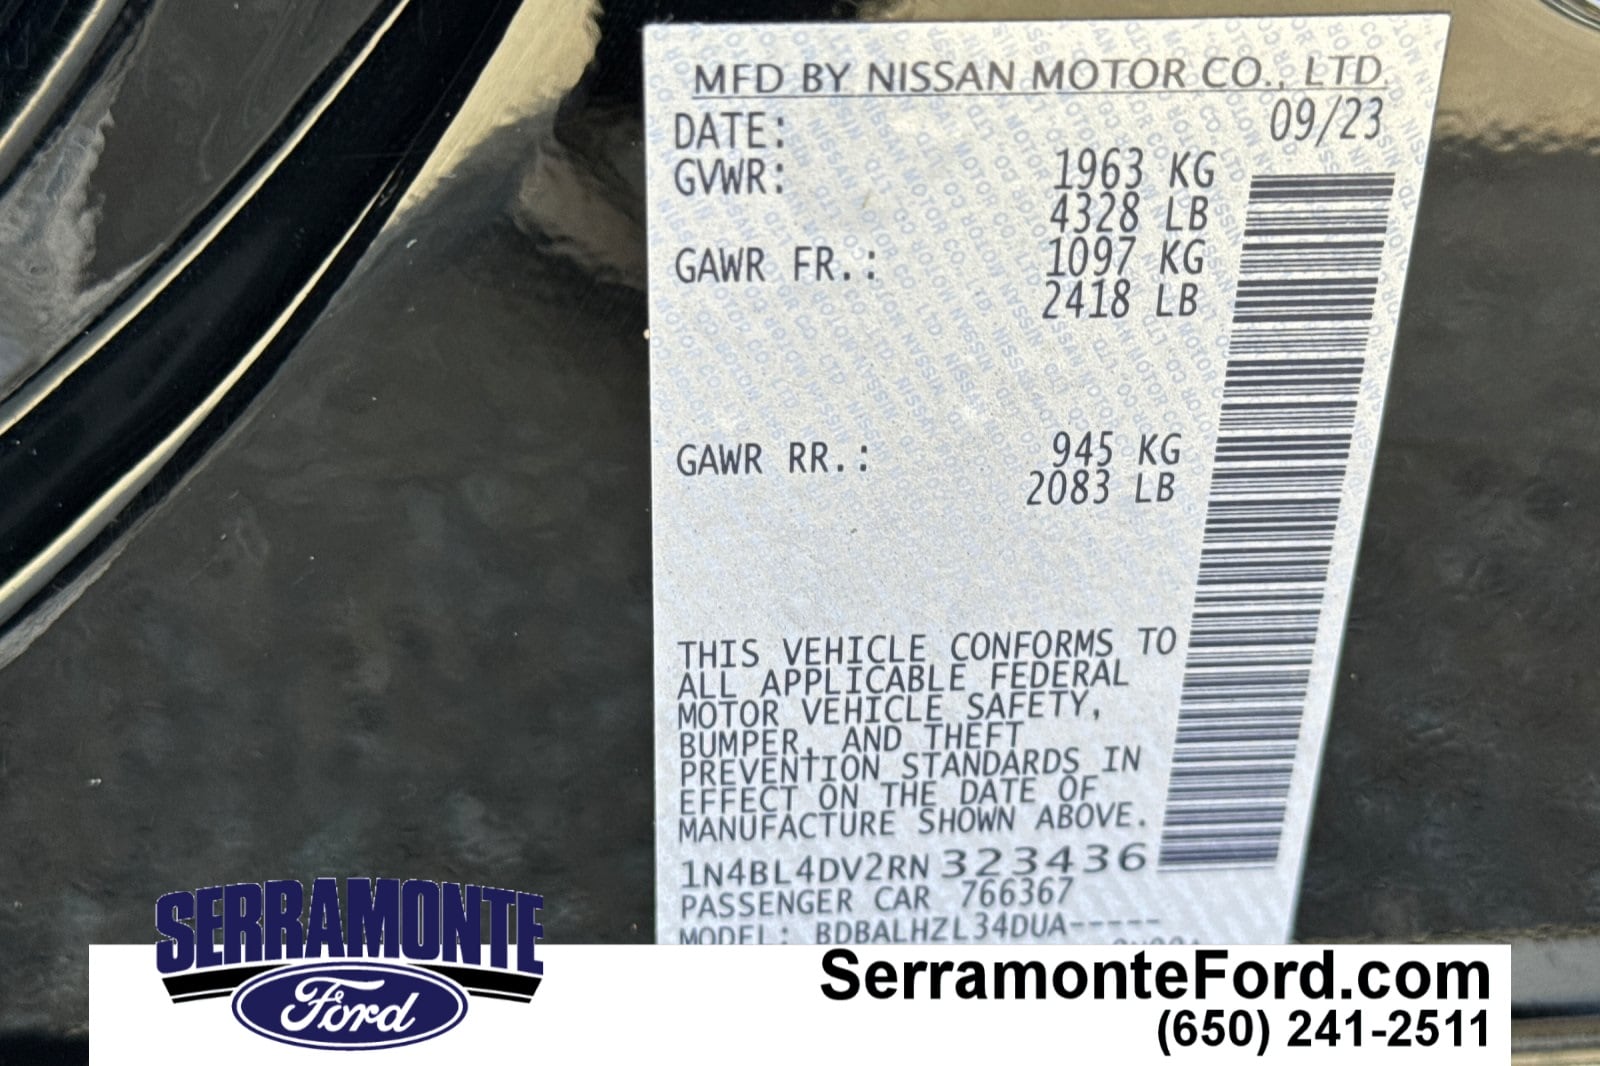 MFD BY NISSAN MOTOR CO., LTD.
DATE: 09/23
GVWR: 1963 KG
4328 LB
GAWR FR.: 1097 KG
2418 LB
GAWR RR.: 945 KG
2083 LB
THIS VEHICLE CONFORMS TO
ALL APPLICABLE FEDERAL
MOTOR VEHICLE SAFETY,
BUMPER, AND THEFT
PREVENTION STANDARDS IN
EFFECT ON THE DATE OF
MANUFACTURE SHOWN ABOVE.
1N4BL4DV2RN323436
PASSENGER CAR 766367
MODEL: BDBALHZL34DUA-----
SERRAMONTE
Ford
SerramonteFord.com
(650) 241-2511